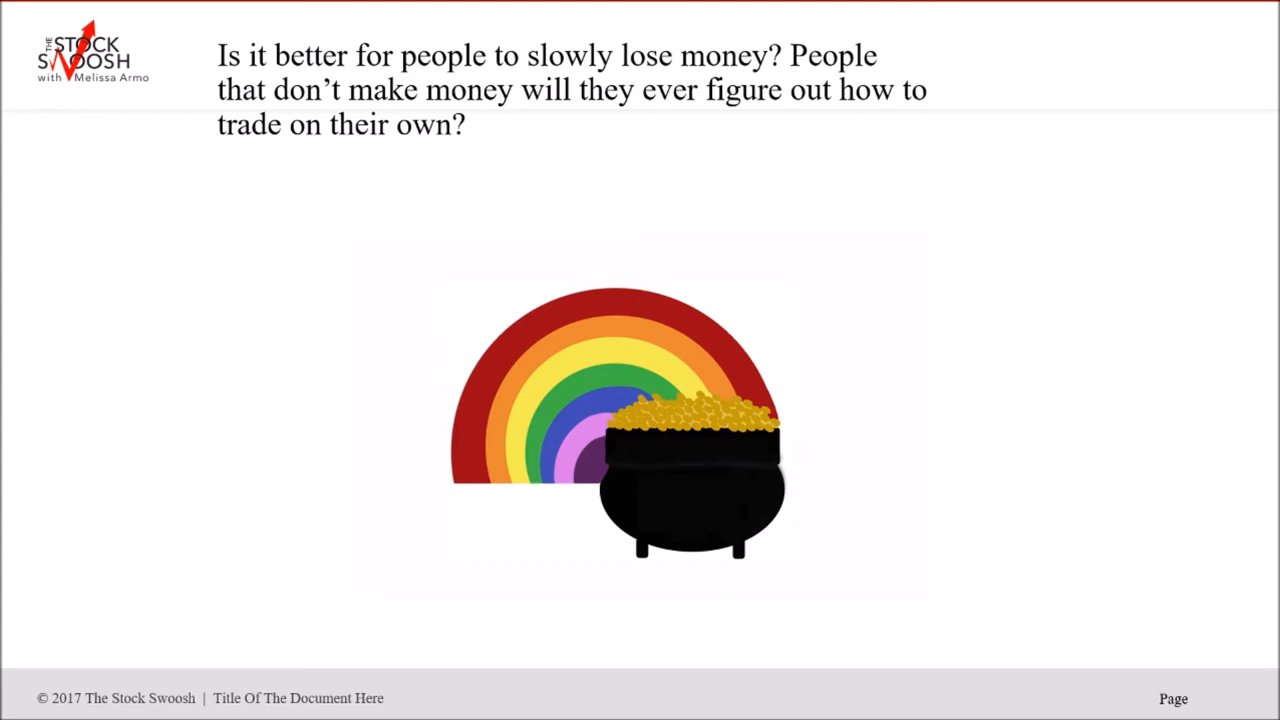 THE STOCK
SWOOSH
with Melissa Armo
Is it better for people to slowly lose money? People
that don’t make money will they ever figure out how to
trade on their own?
© 2017 The Stock Swoosh | Title Of The Document Here
Page